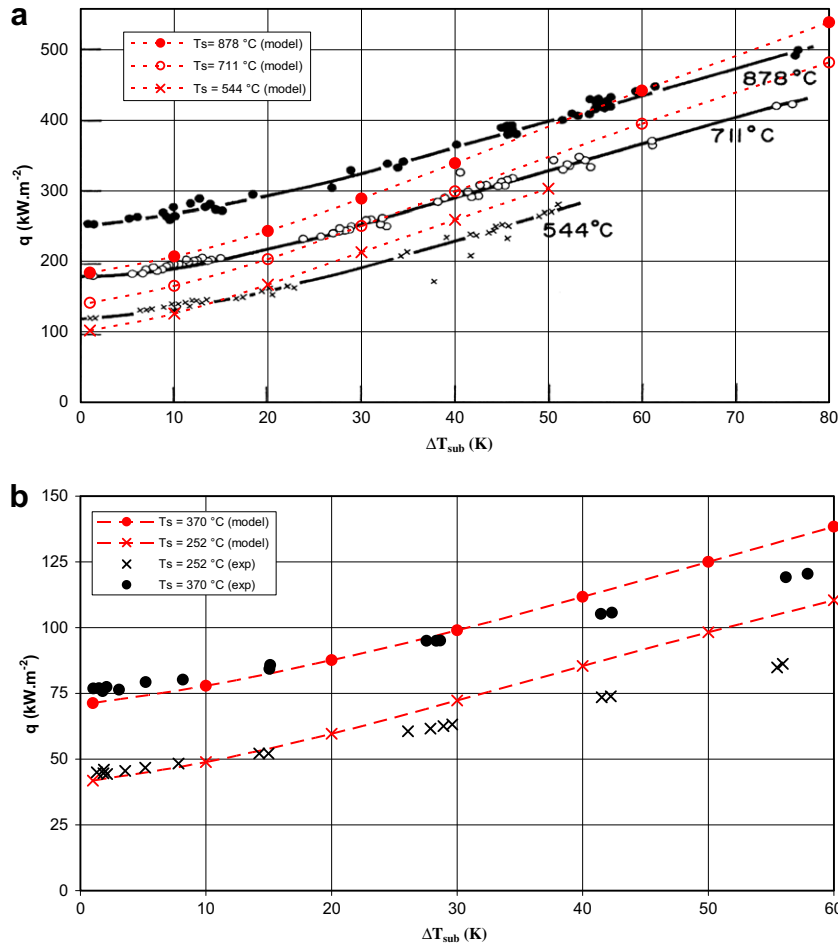 a
500
400
300
200
100
0
q (kW.m-2)
Ts= 878 °C (model)
Ts= 711 °C (model)
Ts = 544 °C (model)
878°C
711°C
544°C
0 10 20 30 40 50 60 70 80
ΔTsub (K)
b
150
125
100
75
50
25
0
q (kW.m-2)
Ts = 370 °C (model)
Ts = 252 °C (model)
Ts = 252 °C (exp)
Ts = 370 °C (exp)
0 10 20 30 40 50 60
ΔTsub (K)